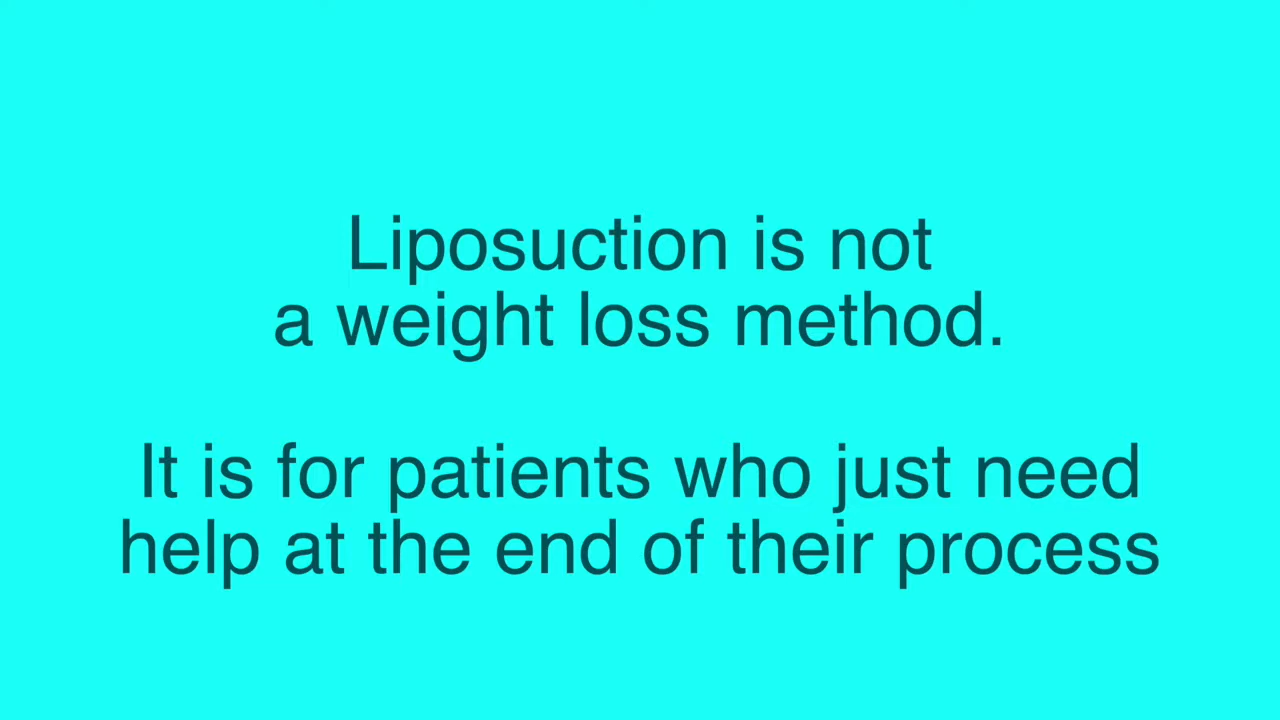 Liposuction is not
a weight loss method.
It is for patients who just need
help at the end of their process